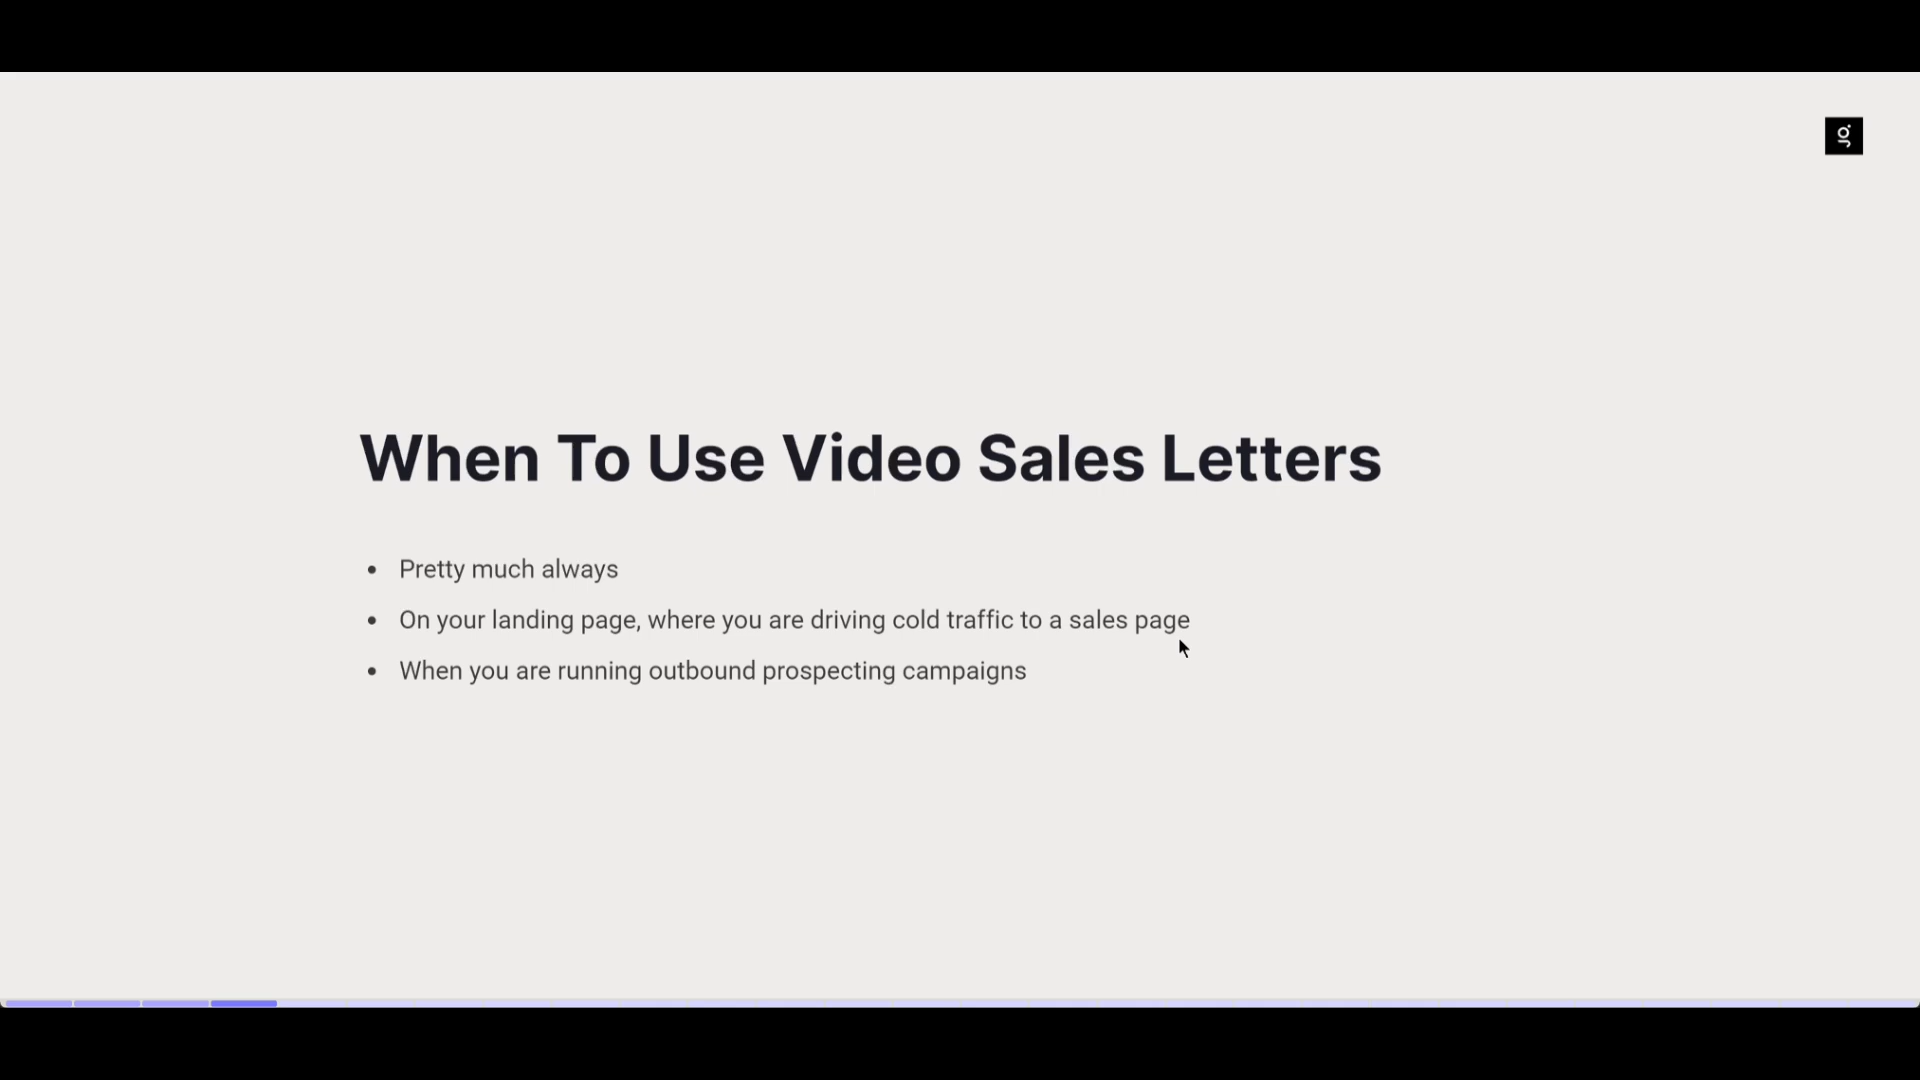 g
When To Use Video Sales Letters
• Pretty much always
• On your landing page, where you are driving cold traffic to a sales page
• When you are running outbound prospecting campaigns